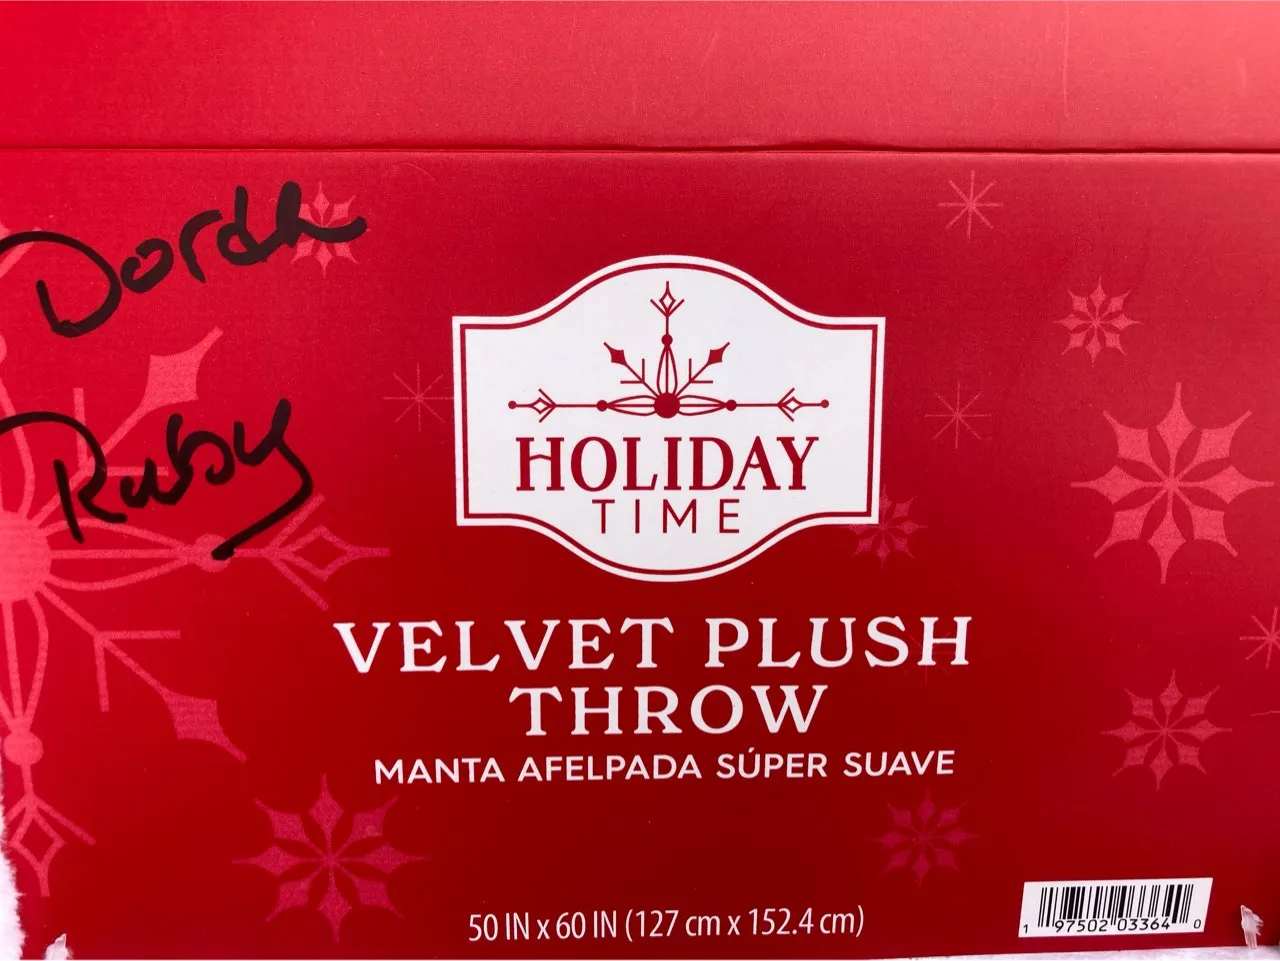 Dorah
Ruby
HOLIDAY
TIME
VELVET PLUSH
THROW
MANTA AFELPADA SÚPER SUAVE
50 IN x 60 IN (127 cm x 152.4 cm)
1 97502 03364 0